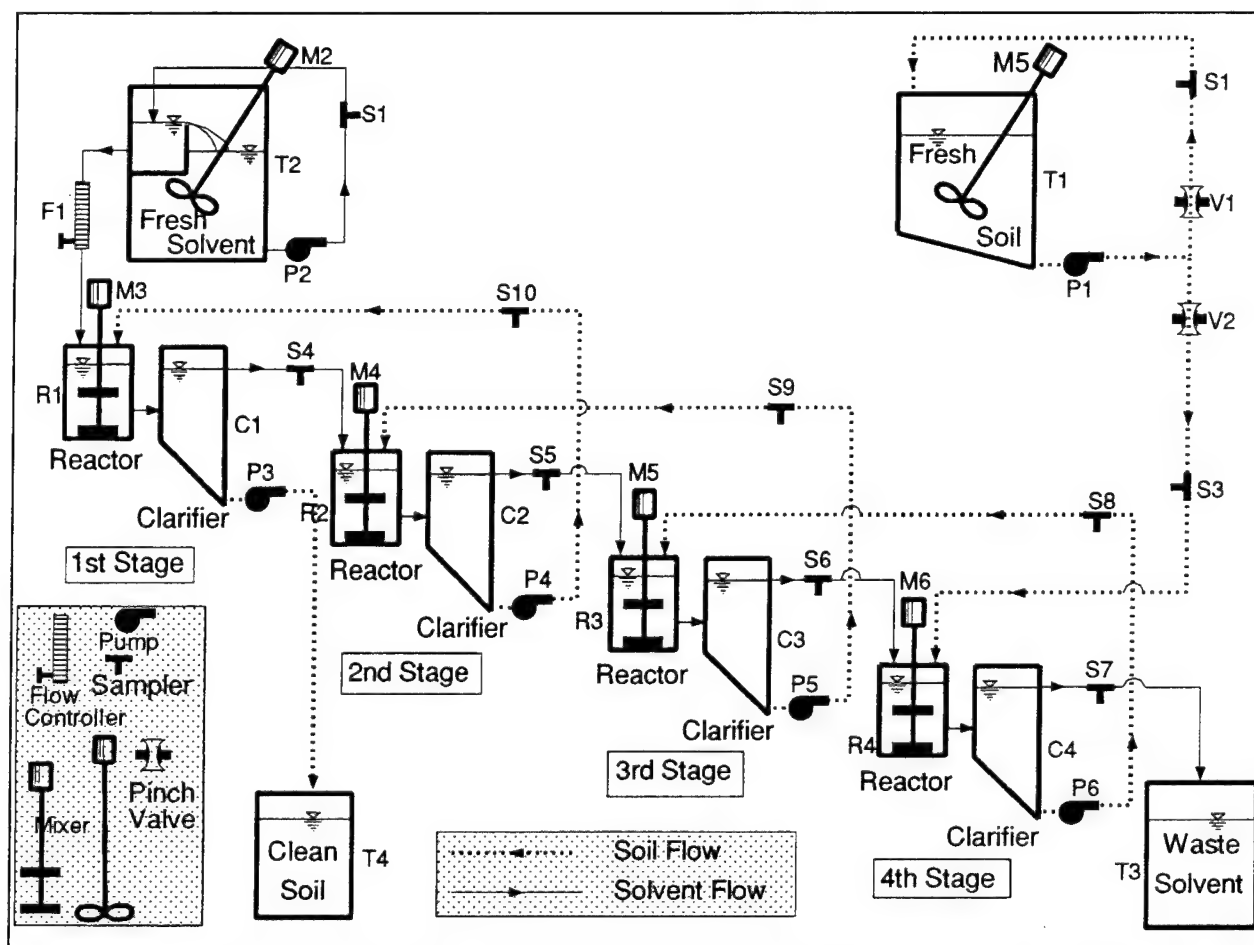 M2
S1
T2
F1
Fresh
Solvent
P2
M5
S1
Fresh
T1
Soil
V1
P1
V2
M3
S10
R1
S4
C1
Reactor
M4
S9
P3
Clarifier
1st Stage
R2
S5
C2
Reactor
M5
S3
P4
Clarifier
2nd Stage
S8
R3
S6
C3
Reactor
M6
P5
Clarifier
3rd Stage
R4
S7
C4
Reactor
P6
Clarifier
4th Stage
Pump
Sampler
Flow
Controller
Pinch
Valve
Mixer
Clean
Soil
T4
Soil Flow
Solvent Flow
T3
Waste
Solvent